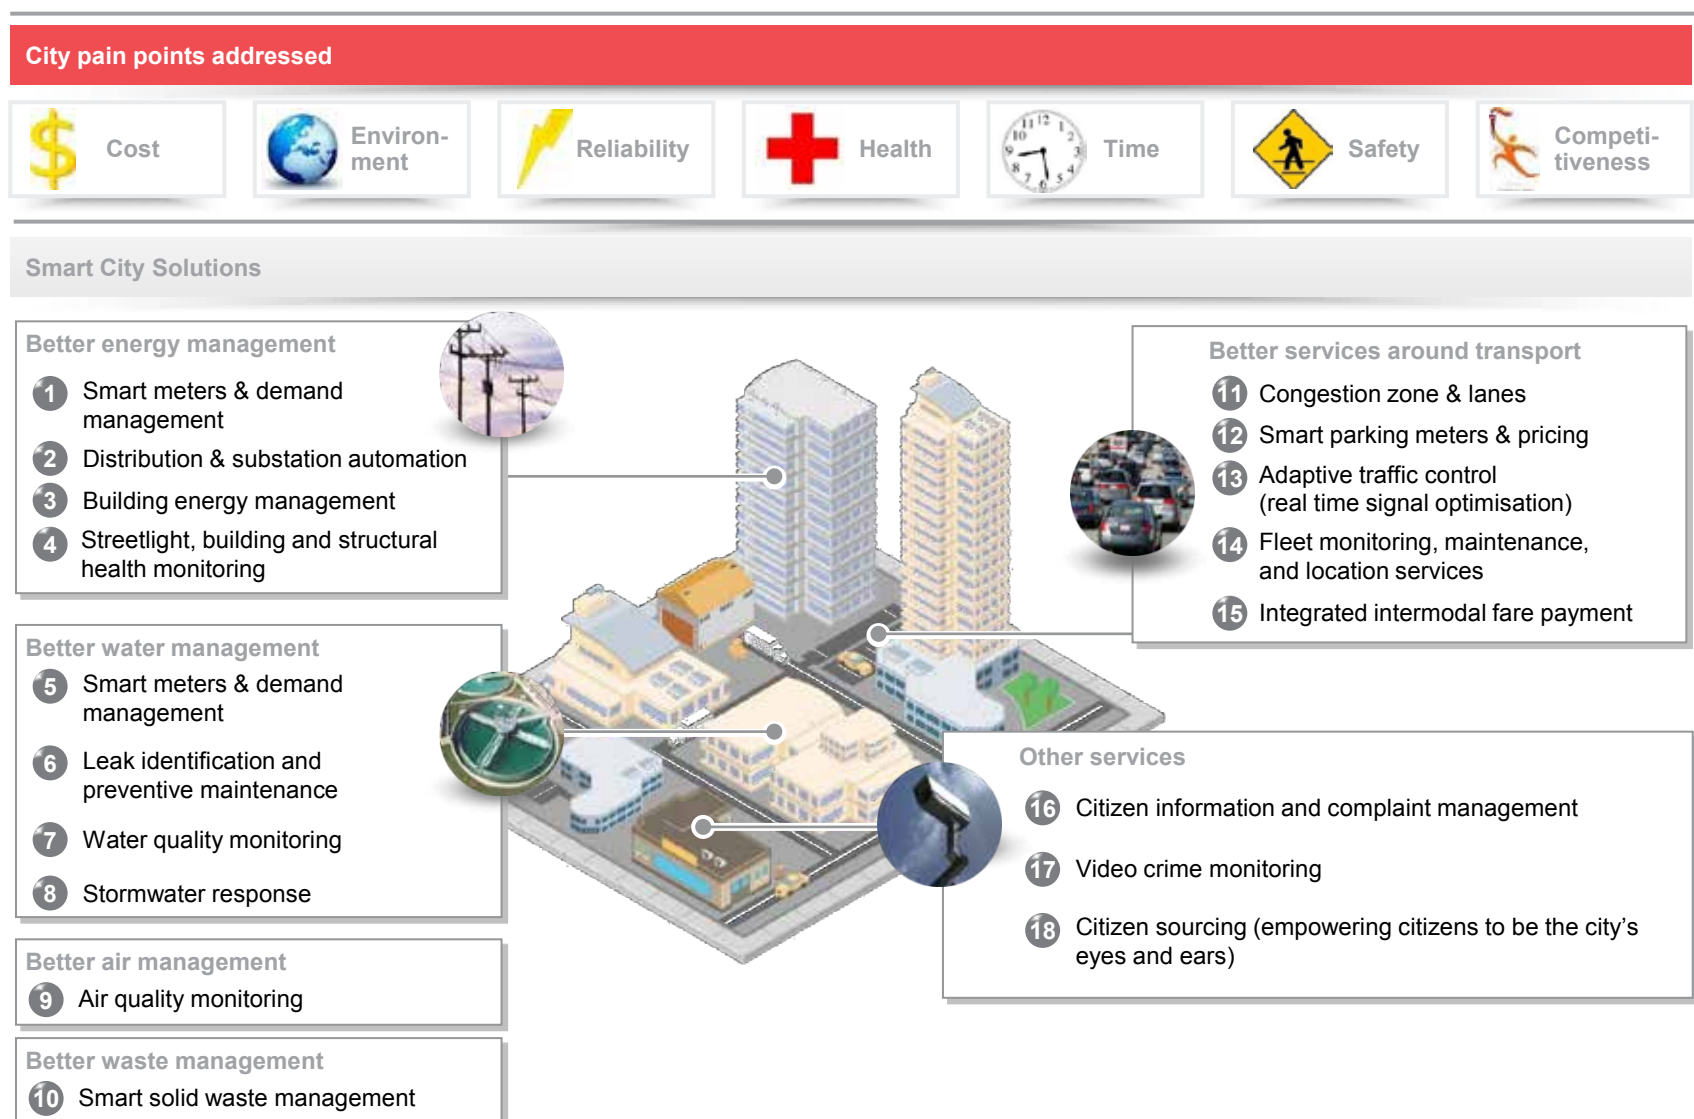 City pain points addressed
Cost
Environ-
ment
Reliability
Health
Time
Safety
Competi-
tiveness
Smart City Solutions
Better energy management
1 Smart meters & demand
management
2 Distribution & substation automation
3 Building energy management
4 Streetlight, building and structural
health monitoring
Better water management
5 Smart meters & demand
management
6 Leak identification and
preventive maintenance
7 Water quality monitoring
8 Stormwater response
Better air management
9 Air quality monitoring
Better waste management
10 Smart solid waste management
Better services around transport
11 Congestion zone & lanes
12 Smart parking meters & pricing
13 Adaptive traffic control
(real time signal optimisation)
14 Fleet monitoring, maintenance,
and location services
15 Integrated intermodal fare payment
Other services
16 Citizen information and complaint management
17 Video crime monitoring
18 Citizen sourcing (empowering citizens to be the city’s
eyes and ears)